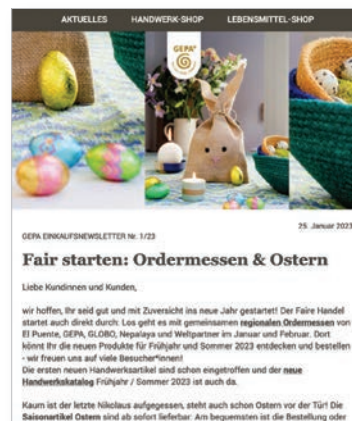 AKTUELLES HANDWERK-SHOP LEBENSMITTEL-SHOP
GEPA®
25. Januar 2023
GEPA EINKAUFSNEWSLETTER Nr. 1/23
Fair starten: Ordermessen & Ostern
Liebe Kundinnen und Kunden,
wir hoffen, Ihr seid gut und mit Zuversicht ins neue Jahr gestartet! Der Faire Handel
startet auch direkt durch: Los geht es mit gemeinsamen regionalen Ordermessen von
El Puente, GEPA, GLOBO, Nepalaya und Weltpartner im Januar und Februar. Dort
könnt Ihr die neuen Produkte für Frühjahr und Sommer 2023 entdecken und bestellen
- wir freuen uns auf viele Besucher*innen!
Die ersten neuen Handwerksartikel sind schon eingetroffen und der neue
Handwerkskatalog Frühjahr / Sommer 2023 ist auch da.
Kaum ist der letzte Nikolaus aufgegessen, steht auch schon Ostern vor der Tür! Die
Saisonartikel Ostern sind ab sofort lieferbar. Am bequemsten ist die Bestellung oder